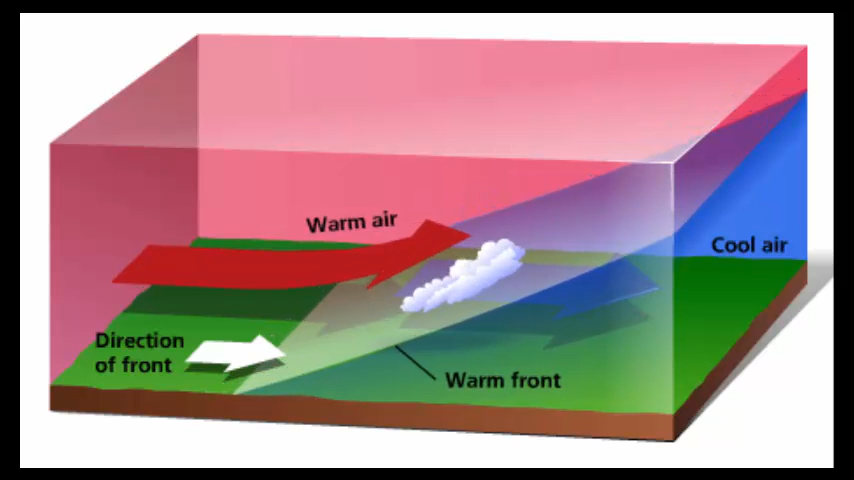 Warm air
Cool air
Direction
of front
Warm front